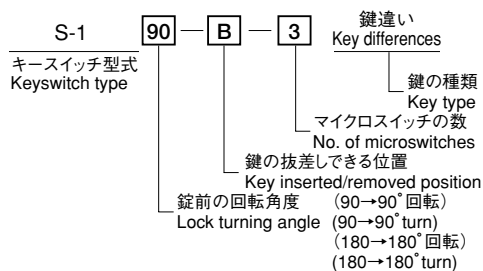 S-1 90 — B — 3 鍵違い
Key differences
キースイッチ型式
Keyswitch type
鍵の種類
Key type
マイクロスイッチの数
No. of microswitches
鍵の抜差しできる位置
Key inserted/removed position
錠前の回転角度 (90→90°回転)
Lock turning angle (90→90°turn)
(180→180°回転)
(180→180°turn)